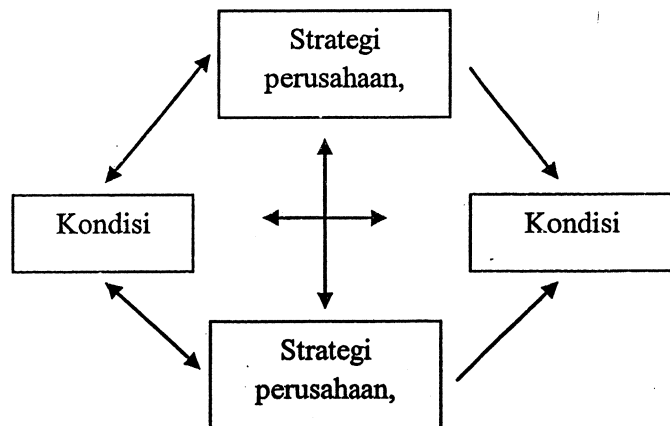 Strategi
perusahaan,
Kondisi
Kondisi
Strategi
perusahaan,